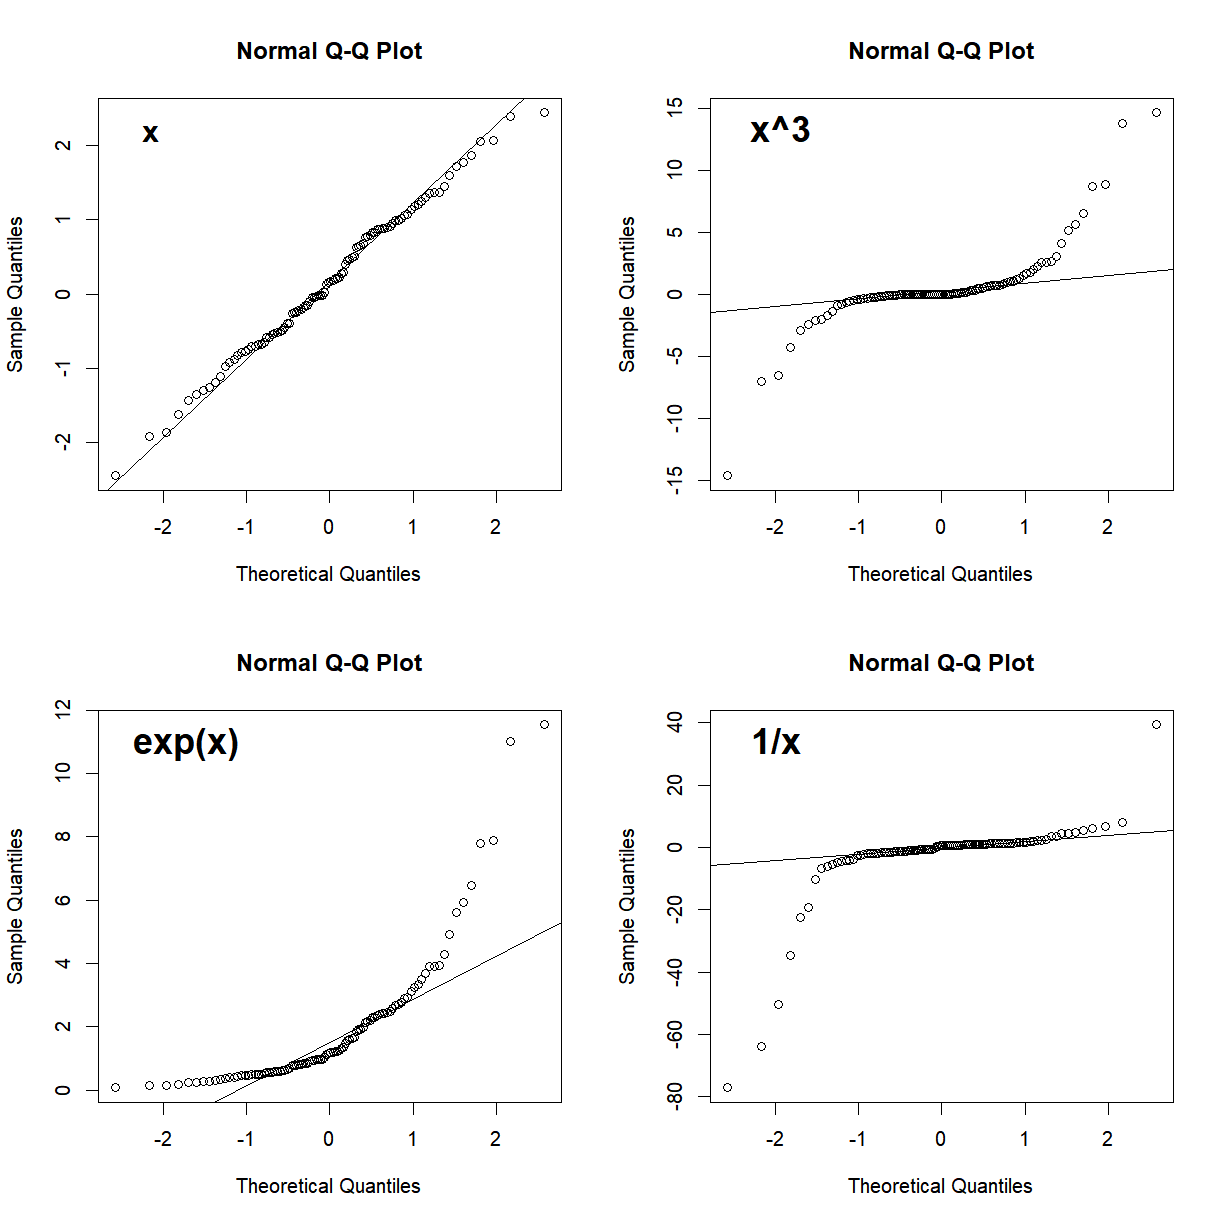 Normal Q-Q Plot
x
Sample Quantiles
2
1
0
-1
-2
-2 -1 0 1 2
Theoretical Quantiles
Normal Q-Q Plot
x^3
Sample Quantiles
15
10
5
0
-5
-10
-15
-2 -1 0 1 2
Theoretical Quantiles
Normal Q-Q Plot
exp(x)
Sample Quantiles
12
10
8
6
4
2
0
-2 -1 0 1 2
Theoretical Quantiles
Normal Q-Q Plot
1/x
Sample Quantiles
40
20
0
-20
-40
-60
-80
-2 -1 0 1 2
Theoretical Quantiles